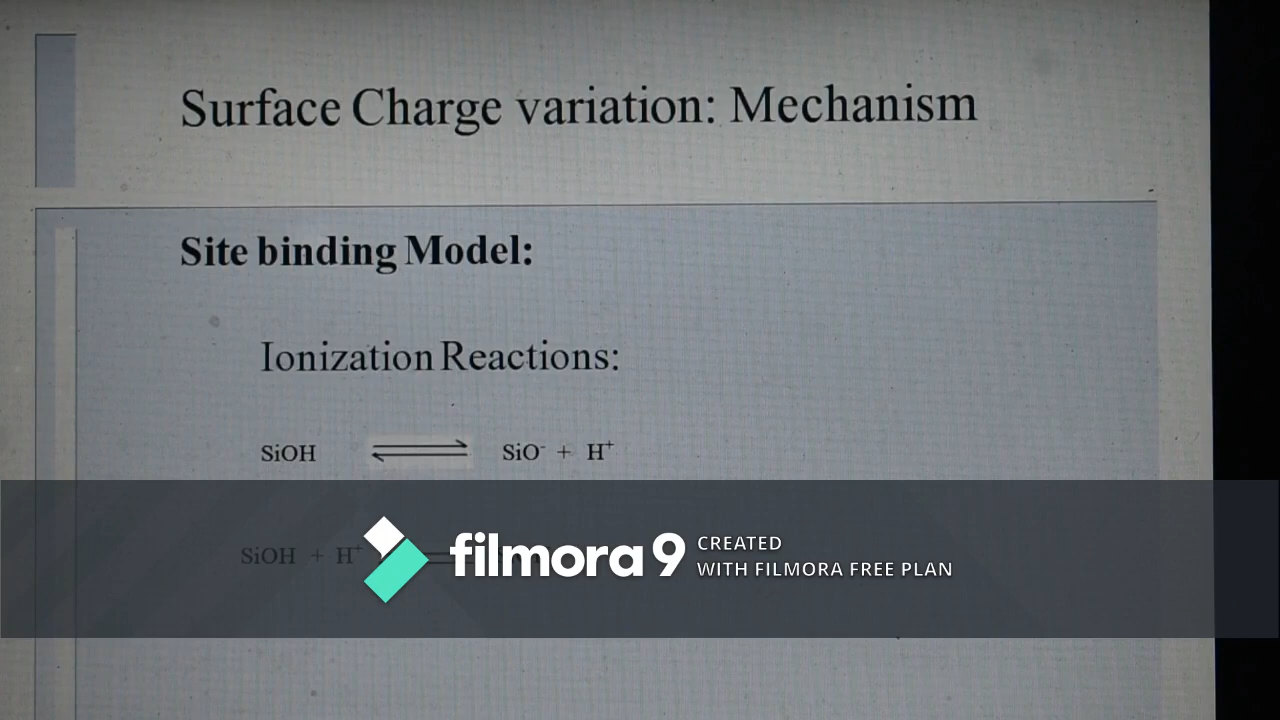 Surface Charge variation: Mechanism
Site binding Model:
Ionization Reactions:
SiOH ⇌ SiO⁻ + H⁺
SiOH + H⁺
filmora 9 CREATED
WITH FILMORA FREE PLAN